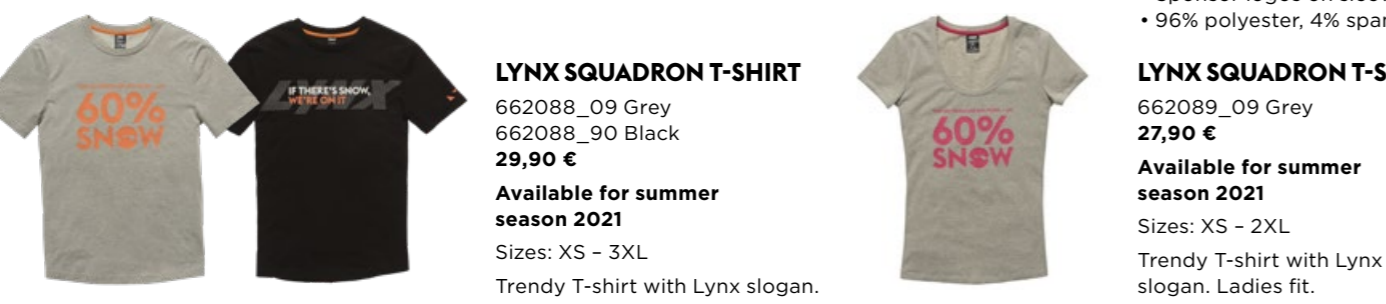 60%
SNOW
LYNX
IF THERE'S SNOW,
WE'RE ON IT
LYNX SQUADRON T-SHIRT
662088_09 Grey
662088_90 Black
29,90 €
Available for summer
season 2021
Sizes: XS – 3XL
Trendy T-shirt with Lynx slogan.
60%
SNOW
• 96% polyester, 4% spa
LYNX SQUADRON T-S
662089_09 Grey
27,90 €
Available for summer
season 2021
Sizes: XS – 2XL
Trendy T-shirt with Lynx
slogan. Ladies fit.